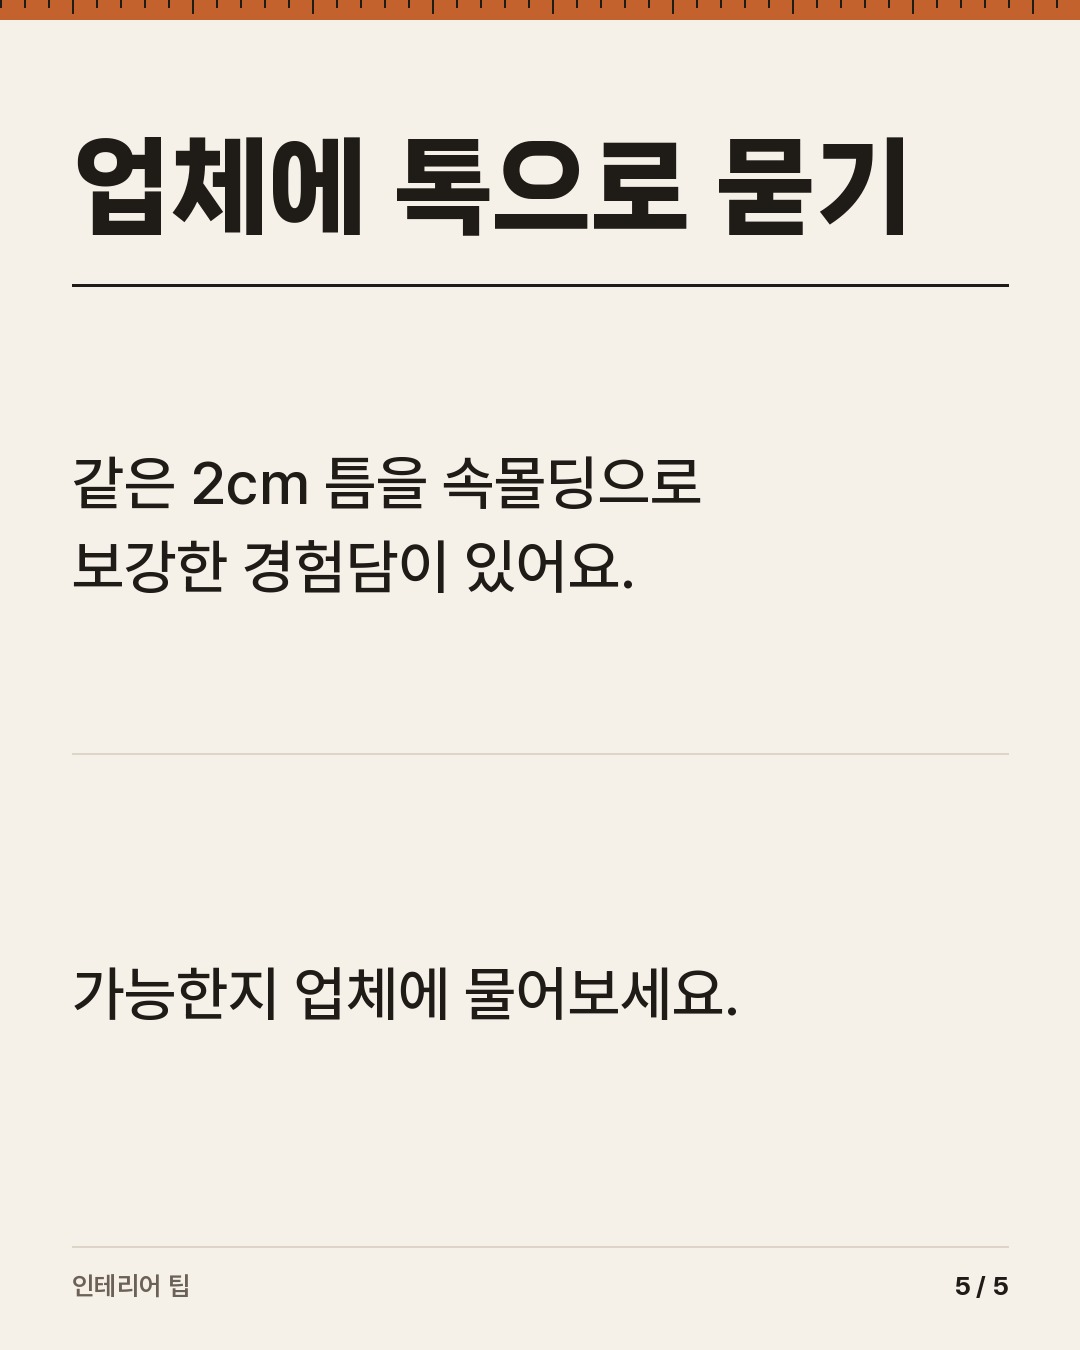 업체에 톡으로 묻기
같은 2cm 틈을 속몰딩으로
보강한 경험담이 있어요.
가능한지 업체에 물어보세요.
인테리어 팁
5 / 5